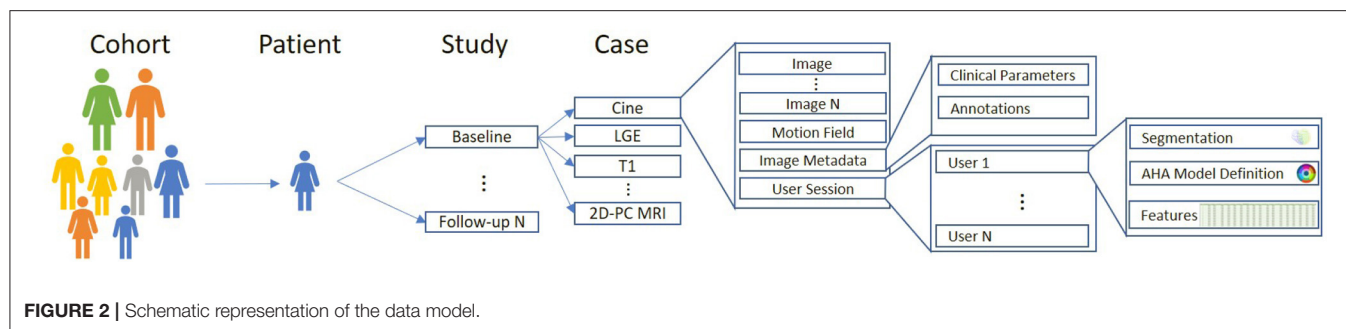 Cohort
Patient
Study
Case
Baseline
⋮
Follow-up N
Cine
LGE
T1
⋮
2D-PC MRI
Image
⋮
Image N
Motion Field
Image Metadata
User Session
Clinical Parameters
Annotations
User 1
⋮
User N
Segmentation
AHA Model Definition
Features
FIGURE 2 | Schematic representation of the data model.